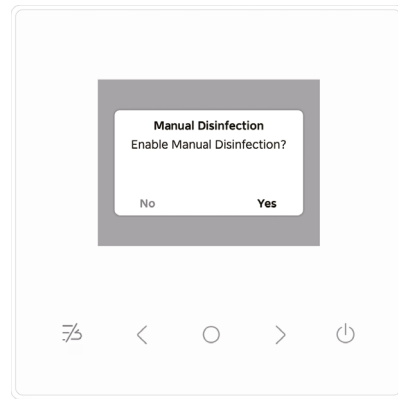 Manual Disinfection
Enable Manual Disinfection?
No
Yes